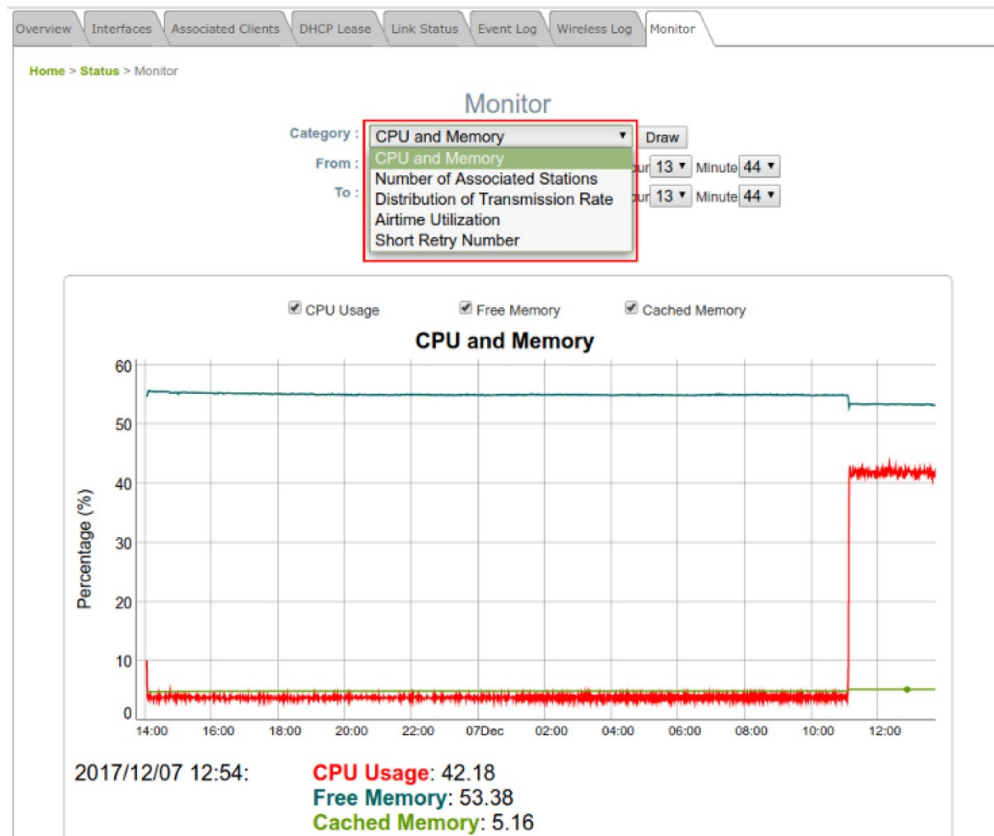 Overview Interfaces Associated Clients DHCP Lease Link Status Event Log Wireless Log Monitor
Home > Status > Monitor
Monitor
Category : CPU and Memory Draw
From : CPU and Memory 13 Minute 44
Number of Associated Stations
To : Distribution of Transmission Rate 13 Minute 44
Airtime Utilization
Short Retry Number
CPU Usage Free Memory Cached Memory
CPU and Memory
Percentage (%)
60
50
40
30
20
10
0
14:00 16:00 18:00 20:00 22:00 07Dec 02:00 04:00 06:00 08:00 10:00 12:00
2017/12/07 12:54: CPU Usage: 42.18
Free Memory: 53.38
Cached Memory: 5.16